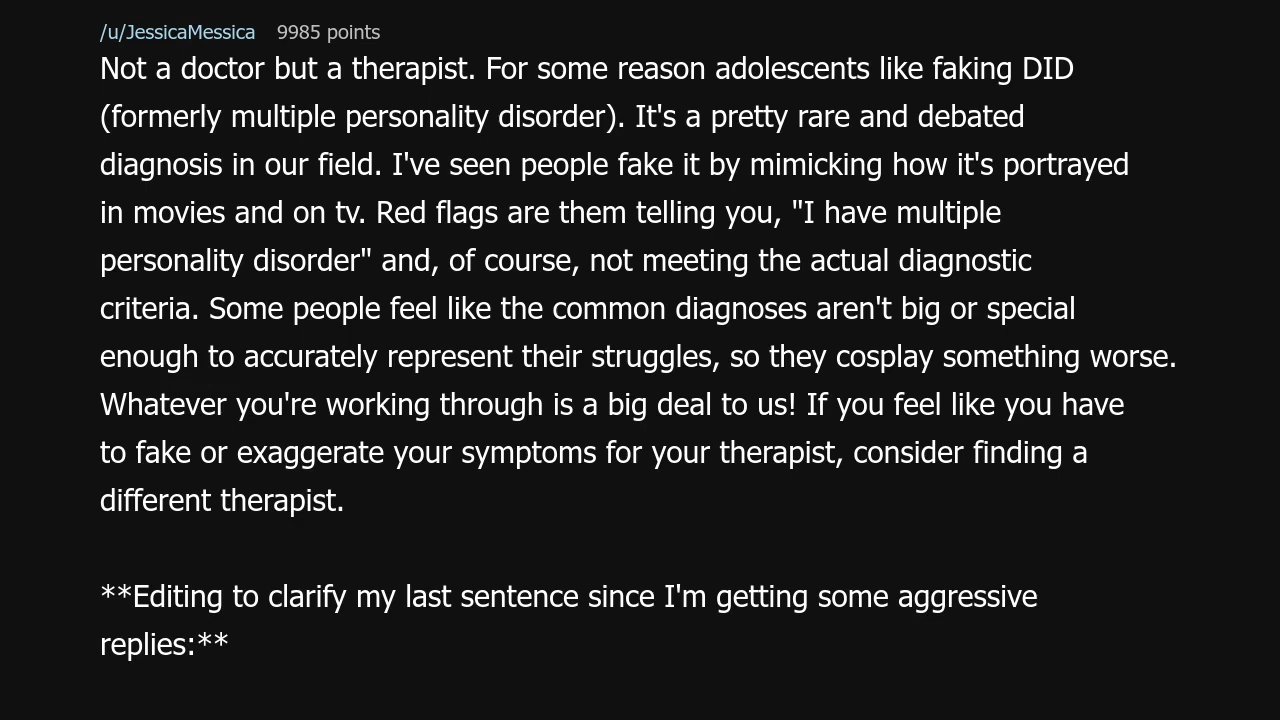 /u/JessicaMessica 9985 points
Not a doctor but a therapist. For some reason adolescents like faking DID
(formerly multiple personality disorder). It's a pretty rare and debated
diagnosis in our field. I've seen people fake it by mimicking how it's portrayed
in movies and on tv. Red flags are them telling you, "I have multiple
personality disorder" and, of course, not meeting the actual diagnostic
criteria. Some people feel like the common diagnoses aren't big or special
enough to accurately represent their struggles, so they cosplay something worse.
Whatever you're working through is a big deal to us! If you feel like you have
to fake or exaggerate your symptoms for your therapist, consider finding a
different therapist.
**Editing to clarify my last sentence since I'm getting some aggressive
replies:**